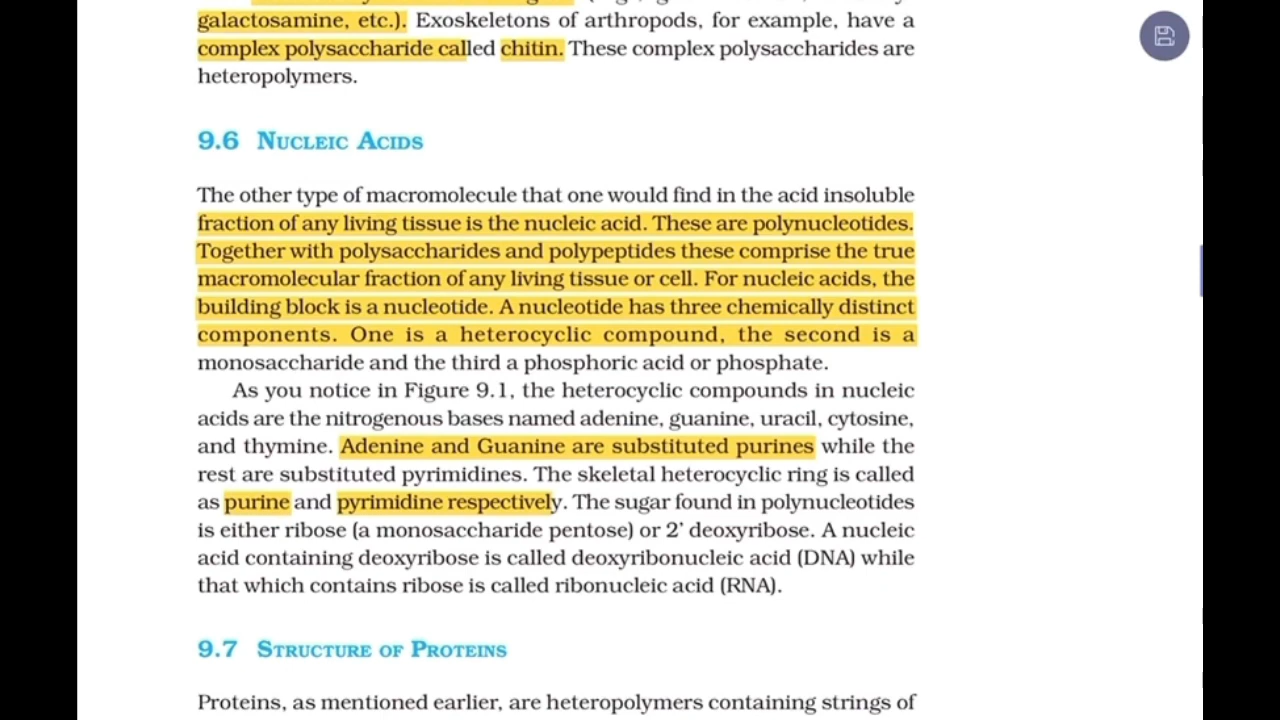 galactosamine, etc.). Exoskeletons of arthropods, for example, have a
complex polysaccharide called chitin. These complex polysaccharides are
heteropolymers.
9.6 Nucleic Acids
The other type of macromolecule that one would find in the acid insoluble
fraction of any living tissue is the nucleic acid. These are polynucleotides.
Together with polysaccharides and polypeptides these comprise the true
macromolecular fraction of any living tissue or cell. For nucleic acids, the
building block is a nucleotide. A nucleotide has three chemically distinct
components. One is a heterocyclic compound, the second is a
monosaccharide and the third a phosphoric acid or phosphate.
As you notice in Figure 9.1, the heterocyclic compounds in nucleic
acids are the nitrogenous bases named adenine, guanine, uracil, cytosine,
and thymine. Adenine and Guanine are substituted purines while the
rest are substituted pyrimidines. The skeletal heterocyclic ring is called
as purine and pyrimidine respectively. The sugar found in polynucleotides
is either ribose (a monosaccharide pentose) or 2’ deoxyribose. A nucleic
acid containing deoxyribose is called deoxyribonucleic acid (DNA) while
that which contains ribose is called ribonucleic acid (RNA).
9.7 Structure of Proteins
Proteins, as mentioned earlier, are heteropolymers containing strings of